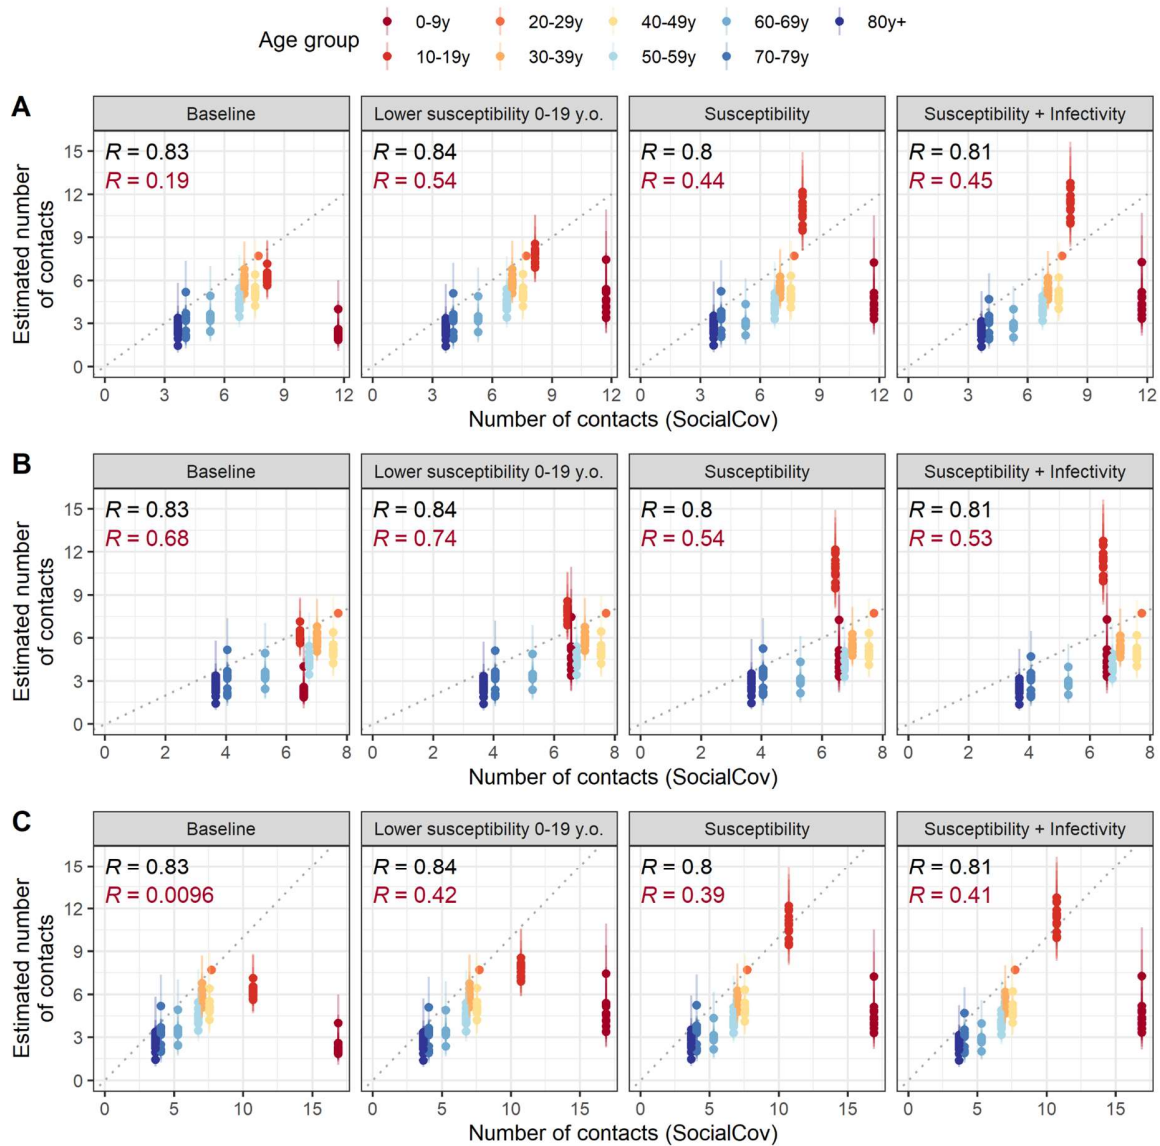 Age group
0-9y 20-29y 40-49y 60-69y 80y+
10-19y 30-39y 50-59y 70-79y
A
Baseline Lower susceptibility 0-19 y.o. Susceptibility Susceptibility + Infectivity
R = 0.83 R = 0.84 R = 0.8 R = 0.81
R = 0.19 R = 0.54 R = 0.44 R = 0.45
Estimated number
of contacts
15
12
9
6
3
0
0 3 6 9 12 0 3 6 9 12 0 3 6 9 12 0 3 6 9 12
Number of contacts (SocialCov)
B
Baseline Lower susceptibility 0-19 y.o. Susceptibility Susceptibility + Infectivity
R = 0.83 R = 0.84 R = 0.8 R = 0.81
R = 0.68 R = 0.74 R = 0.54 R = 0.53
Estimated number
of contacts
15
12
9
6
3
0
0 2 4 6 8 0 2 4 6 8 0 2 4 6 8 0 2 4 6 8
Number of contacts (SocialCov)
C
Baseline Lower susceptibility 0-19 y.o. Susceptibility Susceptibility + Infectivity
R = 0.83 R = 0.84 R = 0.8 R = 0.81
R = 0.0096 R = 0.42 R = 0.39 R = 0.41
Estimated number
of contacts
15
12
9
6
3
0
0 5 10 15 0 5 10 15 0 5 10 15 0 5 10 15
Number of contacts (SocialCov)